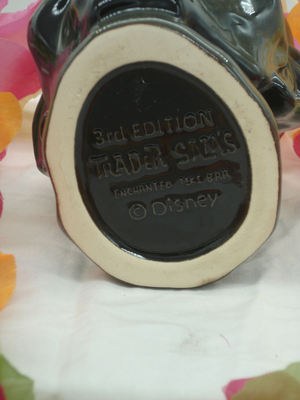 3rd EDITION
TRADER SAM'S
ENCHANTED TIKI BAR
© Disney